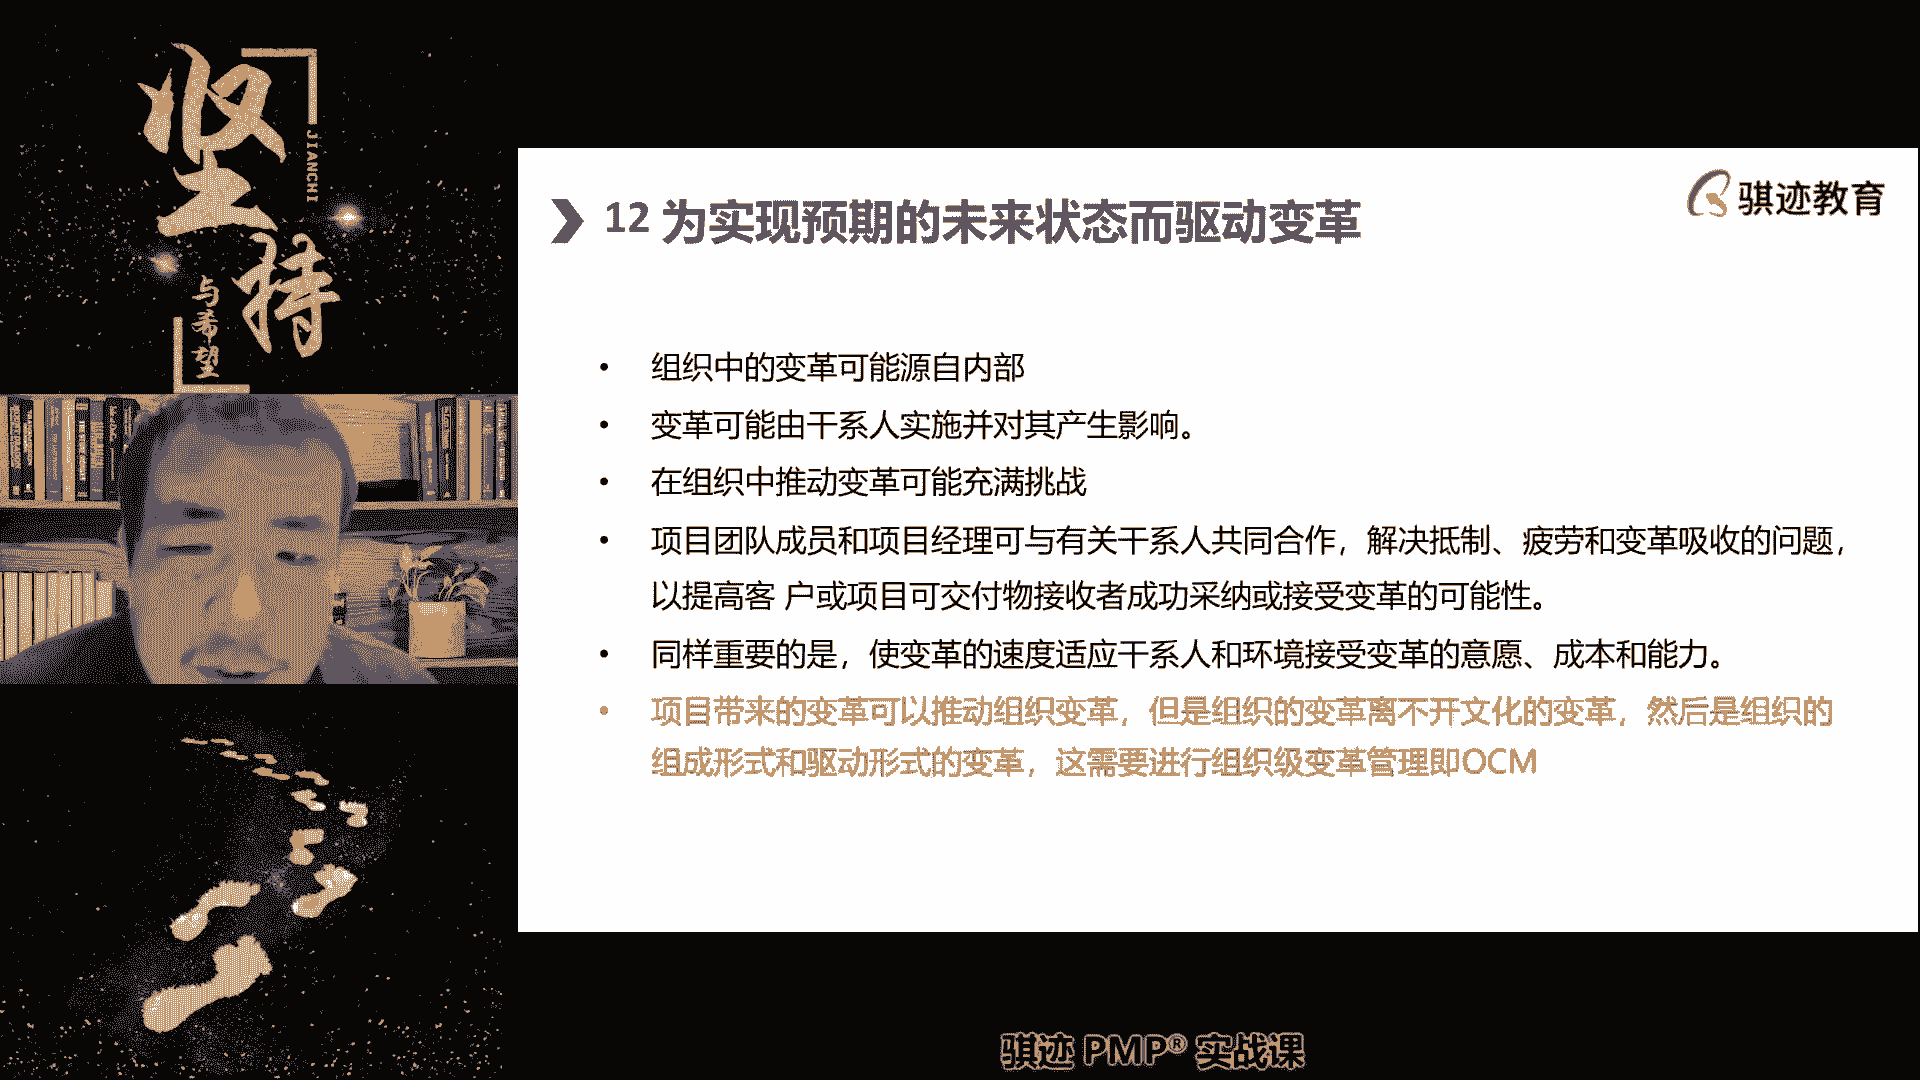 坚持
JIANCHI
与希望
骐迹教育
12 为实现预期的未来状态而驱动变革
• 组织中的变革可能源自内部
• 变革可能由干系人实施并对其产生影响。
• 在组织中推动变革可能充满挑战
• 项目团队成员和项目经理可与有关干系人共同合作，解决抵制、疲劳和变革吸收的问题，
以提高客 户或项目可交付物接收者成功采纳或接受变革的可能性。
• 同样重要的是，使变革的速度适应干系人和环境接受变革的意愿、成本和能力。
• 项目带来的变革可以推动组织变革，但是组织的变革离不开文化的变革，然后是组织的
组成形式和驱动形式的变革，这需要进行组织级变革管理即OCM
骐迹 PMP® 实战课